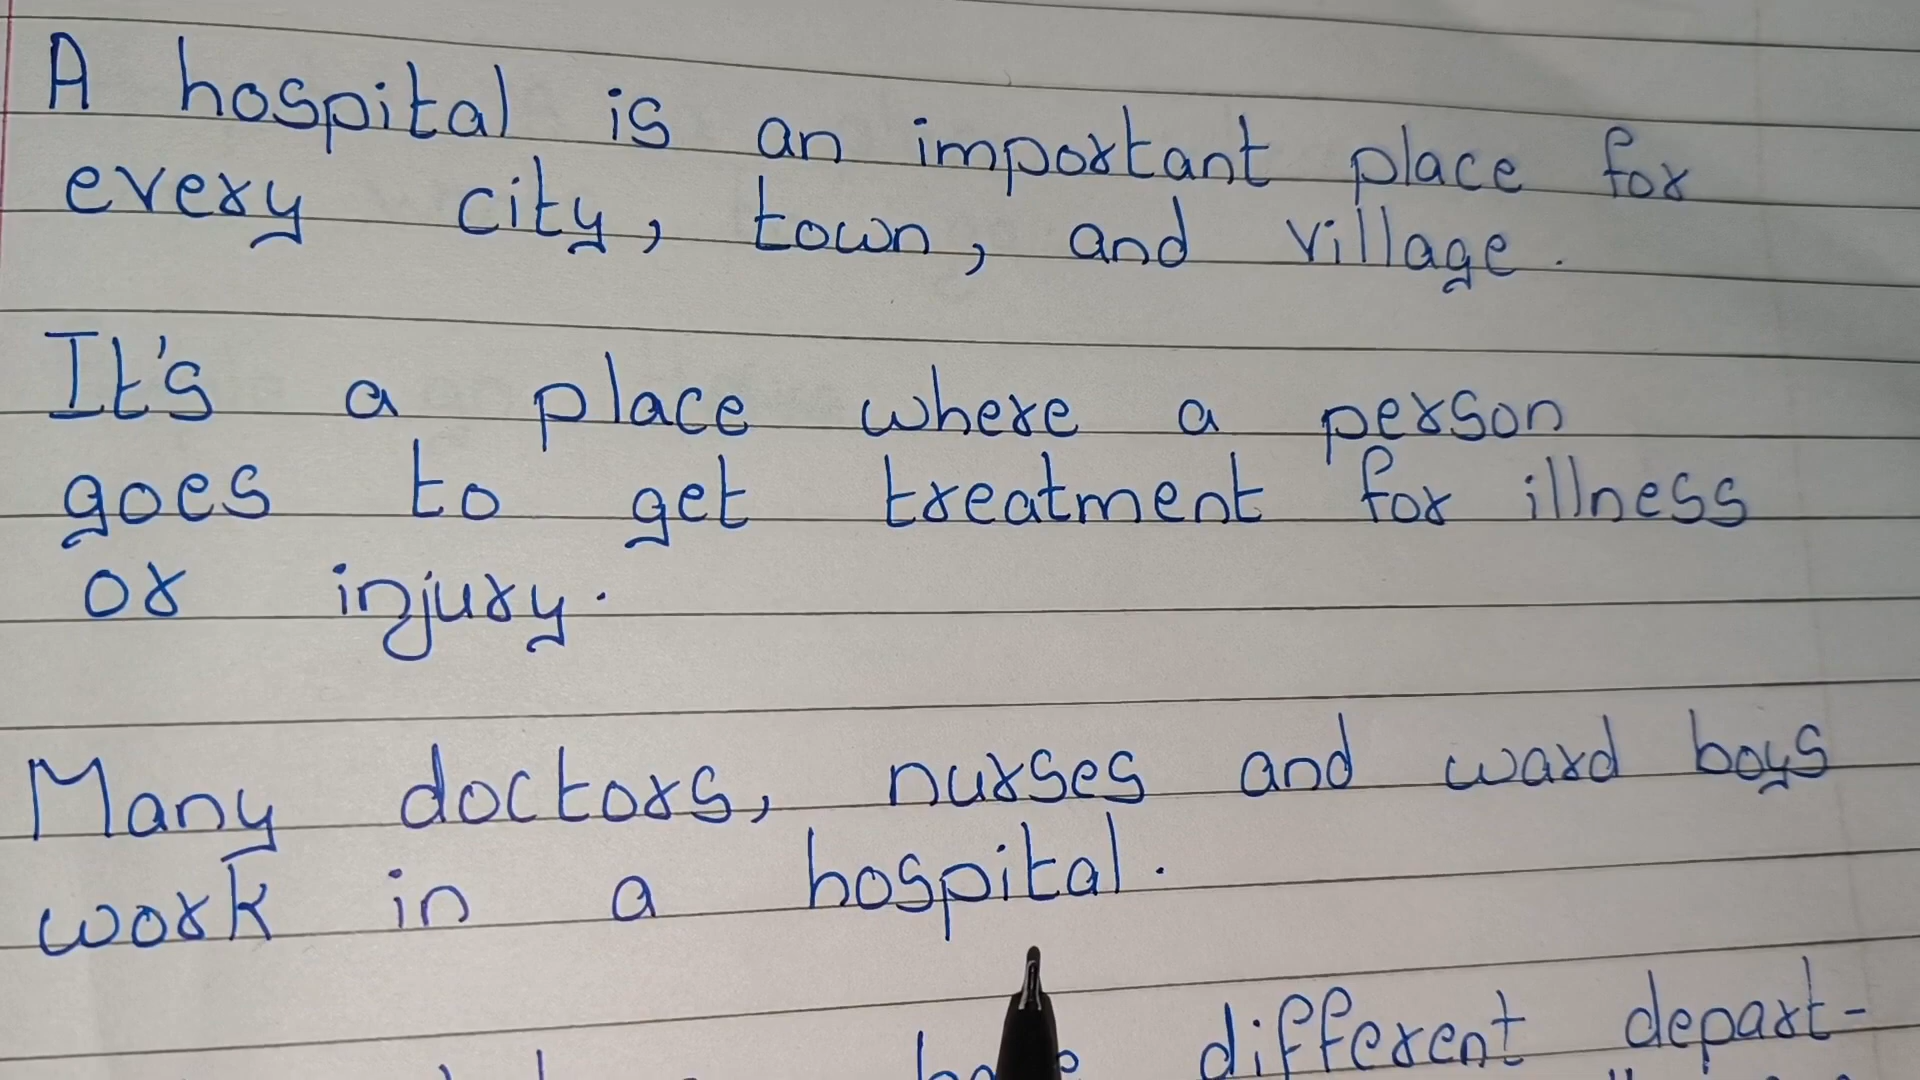 A hospital is an important place for
every city, town, and village.
It's a place where a person
goes to get treatment for illness
or injury.
Many doctors, nurses and ward boys
work in a hospital.
different depart-